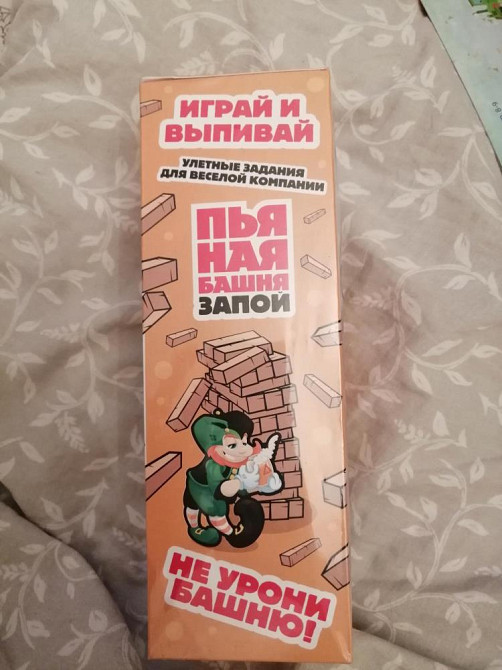 ИГРАЙ И
ВЫПИВАЙ
УЛЕТНЫЕ ЗАДАНИЯ
ДЛЯ ВЕСЕЛОЙ КОМПАНИИ
ПЬЯ
НАЯ
БАШНЯ
ЗАПОЙ
НЕ УРОНИ
БАШНЮ!